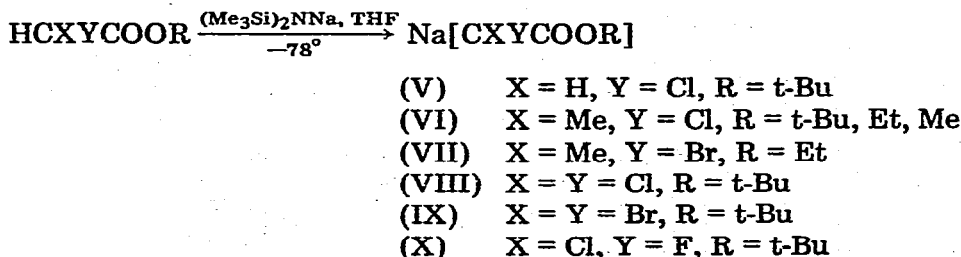 (Me₃Si)₂NNa, THF
HCXYCOOR → Na[CXYCOOR]
−78°
(V) X = H, Y = Cl, R = t-Bu
(VI) X = Me, Y = Cl, R = t-Bu, Et, Me
(VII) X = Me, Y = Br, R = Et
(VIII) X = Y = Cl, R = t-Bu
(IX) X = Y = Br, R = t-Bu
(X) X = Cl, Y = F, R = t-Bu